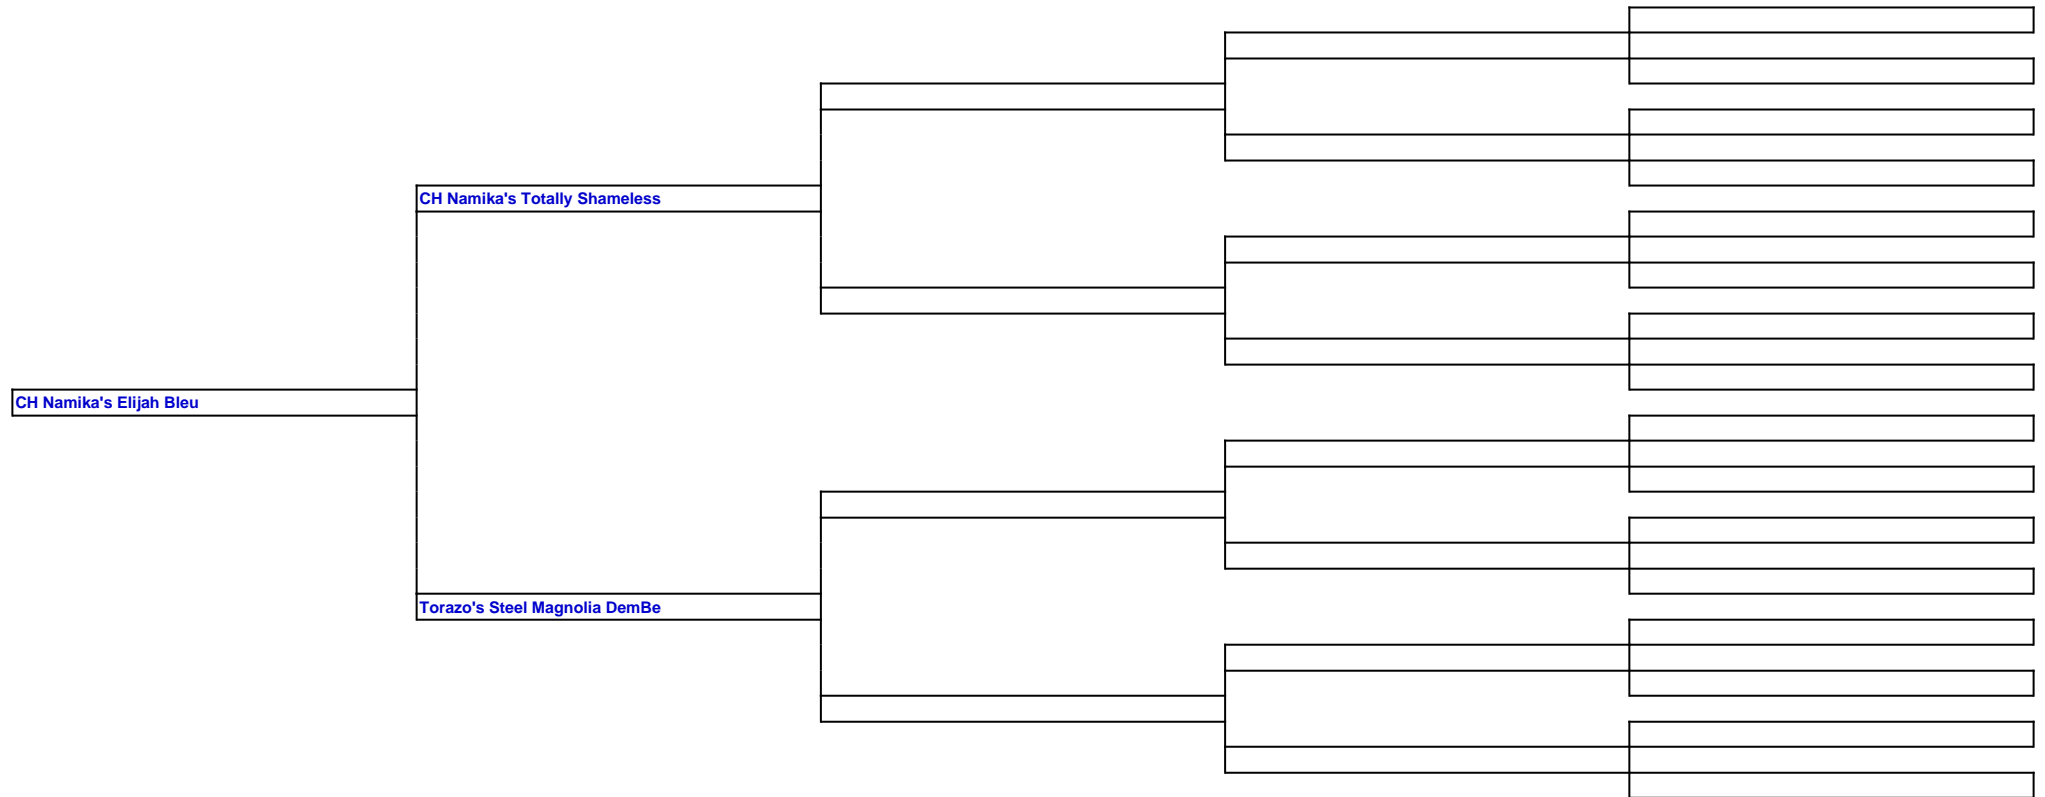 CH Namika's Totally Shameless
CH Namika's Elijah Bleu
Torazo's Steel Magnolia DemBe